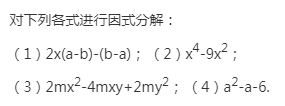 对下列各式进行因式分解：
（1）2x(a-b)-(b-a)；（2）x⁴-9x²；
（3）2mx²-4mxy+2my²；（4）a²-a-6.